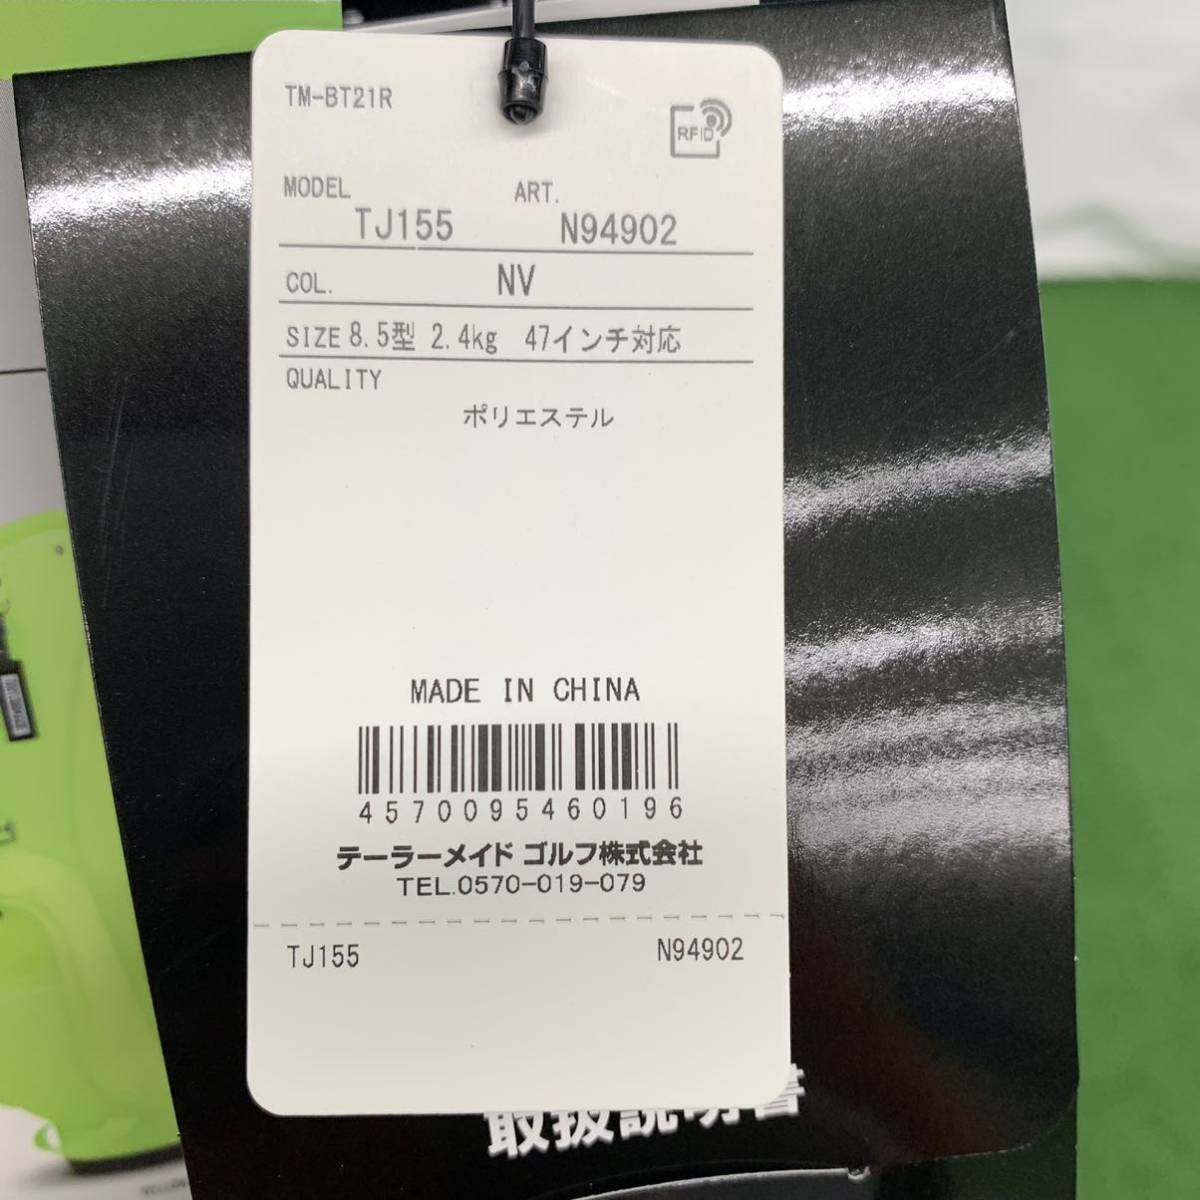 TM-BT21R
RFID
MODEL TJ155 ART. N94902
COL. NV
SIZE 8.5型 2.4kg 47インチ対応
QUALITY
ポリエステル
MADE IN CHINA
4570095460196
テーラーメイド ゴルフ株式会社
TEL.0570-019-079
TJ155 N94902
取扱説明書